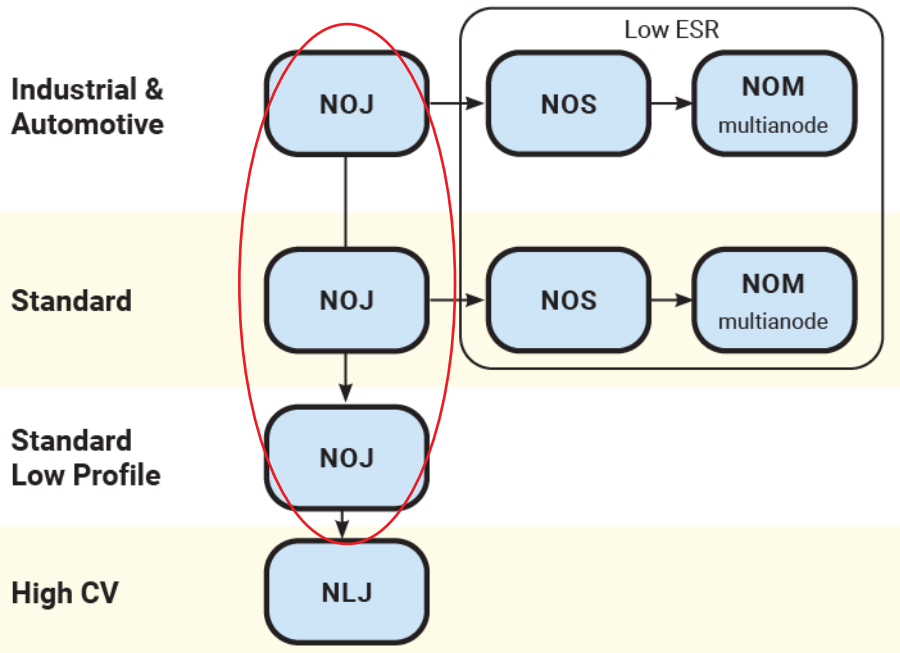 Low ESR
Industrial &
Automotive
NOJ
NOS
NOM
multianode
Standard
NOJ
NOS
NOM
multianode
Standard
Low Profile
NOJ
High CV
NLJ